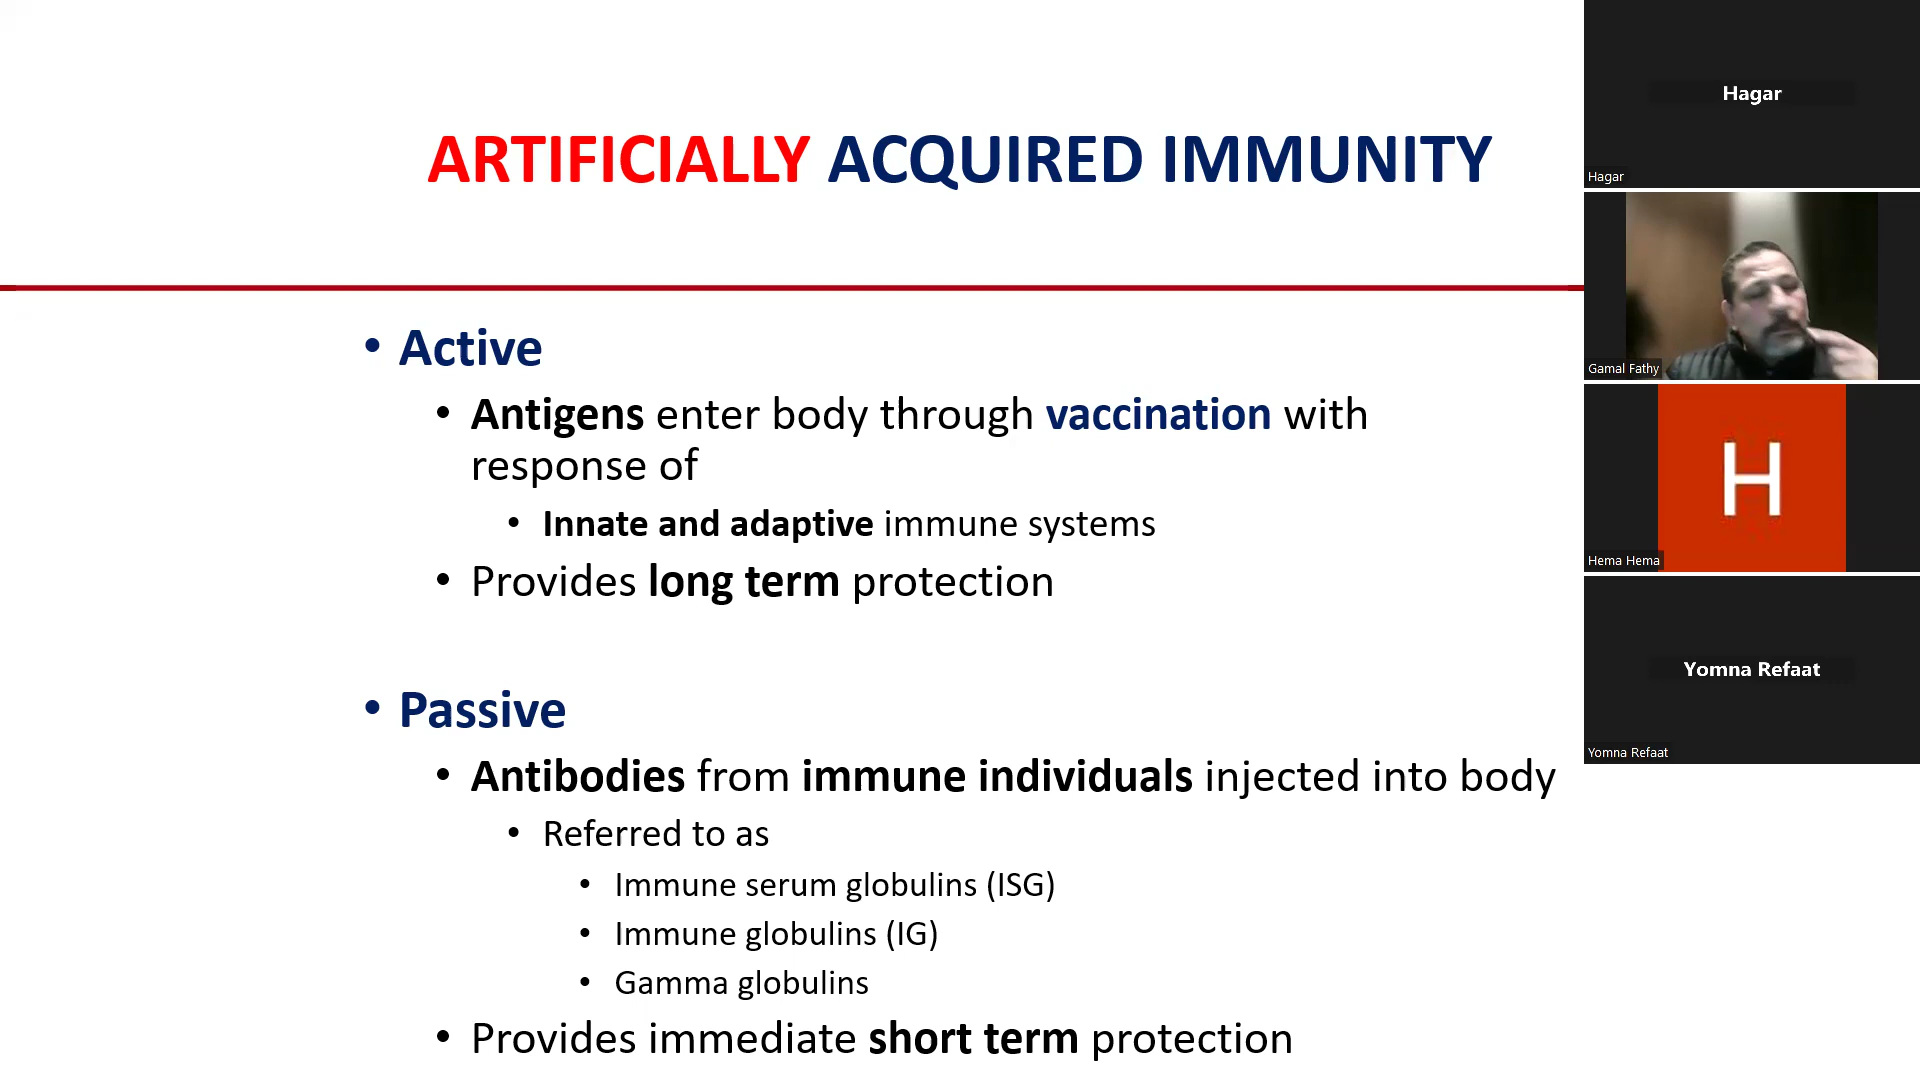 ARTIFICIALLY ACQUIRED IMMUNITY
• Active
• Antigens enter body through vaccination with
response of
• Innate and adaptive immune systems
• Provides long term protection
• Passive
• Antibodies from immune individuals injected into body
• Referred to as
• Immune serum globulins (ISG)
• Immune globulins (IG)
• Gamma globulins
• Provides immediate short term protection
Hagar
Hagar
Gamal Fathy
H
Hema Hema
Yomna Refaat
Yomna Refaat